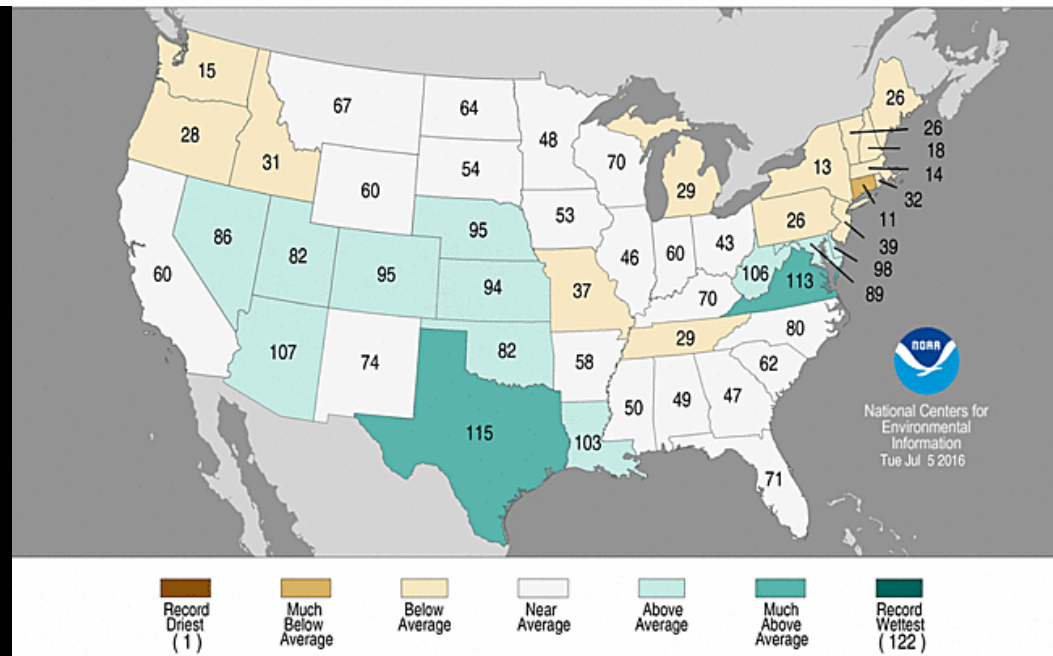 15
67
64
48
26
28
31
60
54
70
29
13
26
18
14
32
11
39
98
89
60
86
82
95
95
94
53
37
46
60
43
26
106
113
70
107
74
82
58
29
80
62
115
103
50
49
47
71
NOAA
National Centers for
Environmental
Information
Tue Jul 5 2016
Record
Driest
( 1 )
Much
Below
Average
Below
Average
Near
Average
Above
Average
Much
Above
Average
Record
Wettest
( 122 )